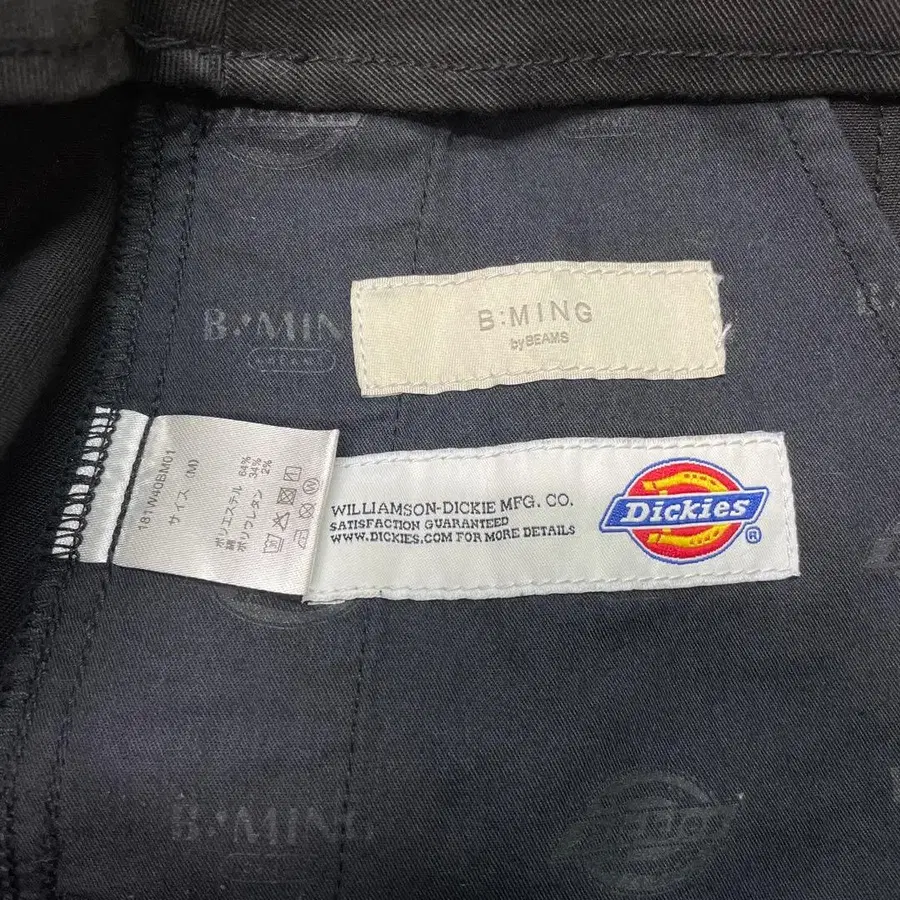 B:MING
by BEAMS
B:MIN
WILLIAMSON-DICKIE MFG. CO.
SATISFACTION GUARANTEED
WWW.DICKIES.COM FOR MORE DETAILS
Dickies
®
181W40BM01
サイズ (M)
ポリエステル 64%
綿 34%
ポリウレタン 2%
B:MING